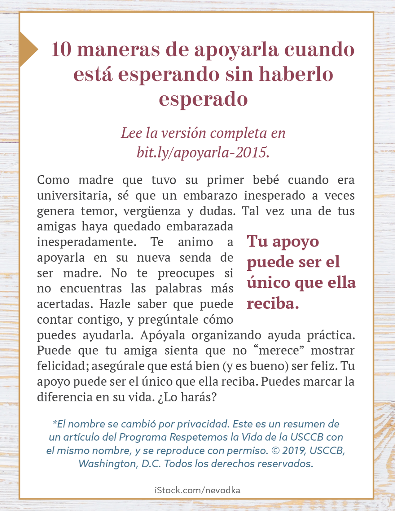 10 maneras de apoyarla cuando
está esperando sin haberlo
esperado
Lee la versión completa en
bit.ly/apoyarla-2015.
Como madre que tuvo su primer bebé cuando era
universitaria, sé que un embarazo inesperado a veces
genera temor, vergüenza y dudas. Tal vez una de tus
amigas haya quedado embarazada
inesperadamente. Te animo a
apoyarla en su nueva senda de
ser madre. No te preocupes si
no encuentras las palabras más
acertadas. Hazle saber que puede
contar contigo, y pregúntale cómo
Tu apoyo
puede ser el
único que ella
reciba.
puedes ayudarla. Apóyala organizando ayuda práctica.
Puede que tu amiga sienta que no “merece” mostrar
felicidad; asegúrale que está bien (y es bueno) ser feliz. Tu
apoyo puede ser el único que ella reciba. Puedes marcar la
diferencia en su vida. ¿Lo harás?
*El nombre se cambió por privacidad. Este es un resumen de
un artículo del Programa Respetemos la Vida de la USCCB con
el mismo nombre, y se reproduce con permiso. © 2019, USCCB,
Washington, D.C. Todos los derechos reservados.
iStock.com/nevodka